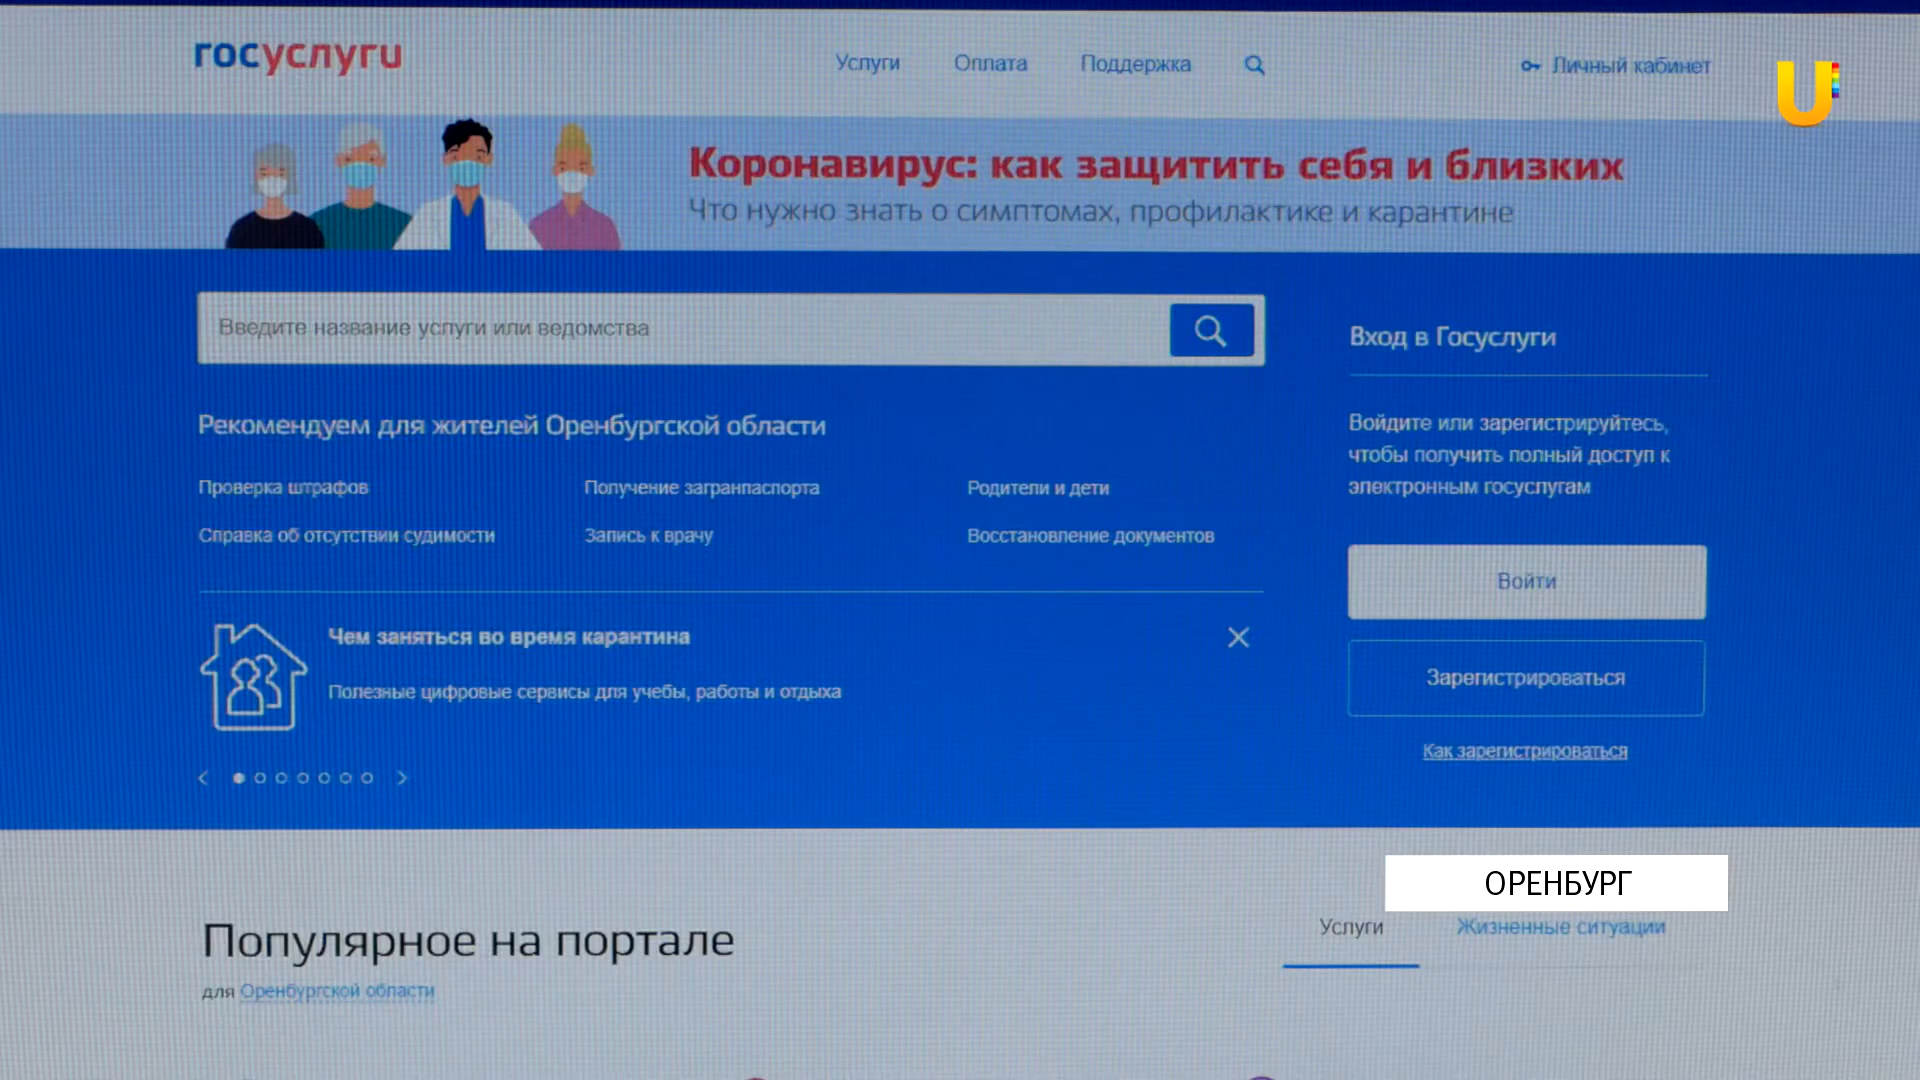 госуслуги
Услуги
Оплата
Поддержка
Личный кабинет
U
Коронавирус: как защитить себя и близких
Что нужно знать о симптомах, профилактике и карантине
Введите название услуги или ведомства
Рекомендуем для жителей Оренбургской области
Проверка штрафов
Получение загранпаспорта
Родители и дети
Справка об отсутствии судимости
Запись к врачу
Восстановление документов
Чем заняться во время карантина
Полезные цифровые сервисы для учебы, работы и отдыха
Вход в Госуслуги
Войдите или зарегистрируйтесь,
чтобы получить полный доступ к
электронным госуслугам
Войти
Зарегистрироваться
Как зарегистрироваться
ОРЕНБУРГ
Популярное на портале
для Оренбургской области
Услуги
Жизненные ситуации